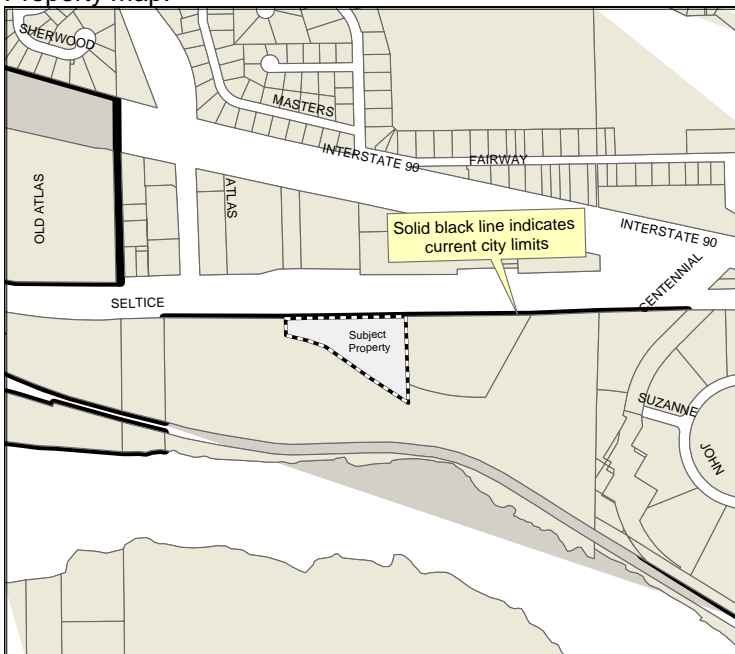 Property map:
SHERWOOD
MASTERS
INTERSTATE 90
FAIRWAY
OLD ATLAS
ATLAS
Solid black line indicates
current city limits
INTERSTATE 90
CENTENNIAL
SELTICE
Subject
Property
SUZANNE
JOHN